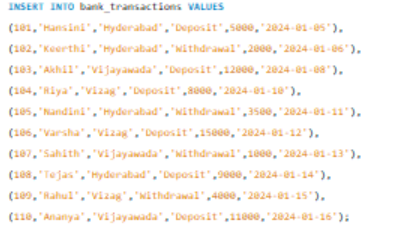 INSERT INTO bank_transactions VALUES
(101,'Hansini','Hyderabad','Deposit',5000,'2024-01-05'),
(102,'Keerthi','Hyderabad','Withdrawal',2000,'2024-01-06'),
(103,'Akhil','Vijayawada','Deposit',12000,'2024-01-08'),
(104,'Riya','Vizag','Deposit',8000,'2024-01-10'),
(105,'Nandini','Hyderabad','Withdrawal',3500,'2024-01-11'),
(106,'Varsha','Vizag','Deposit',15000,'2024-01-12'),
(107,'Sahith','Vijayawada','Withdrawal',1000,'2024-01-13'),
(108,'Tejas','Hyderabad','Deposit',9000,'2024-01-14'),
(109,'Rahul','Vizag','Withdrawal',4000,'2024-01-15'),
(110,'Ananya','Vijayawada','Deposit',11000,'2024-01-16');